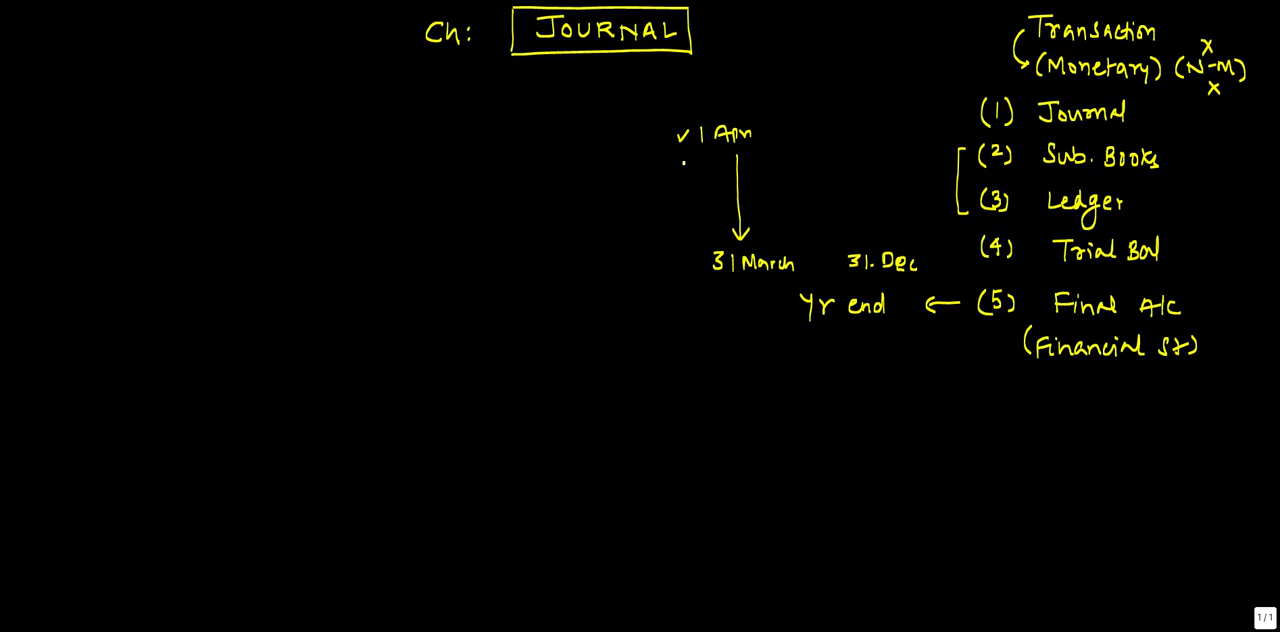 Ch: JOURNAL
Transaction
(Monetary) (N-M)
x
x
(1) Journal
✓ 1 Apr
(2) Sub. Books
(3) Ledger
(4) Trial Bal
31 March 31. Dec
Yr end ← (5) Final A/C
(Financial St)
1/1